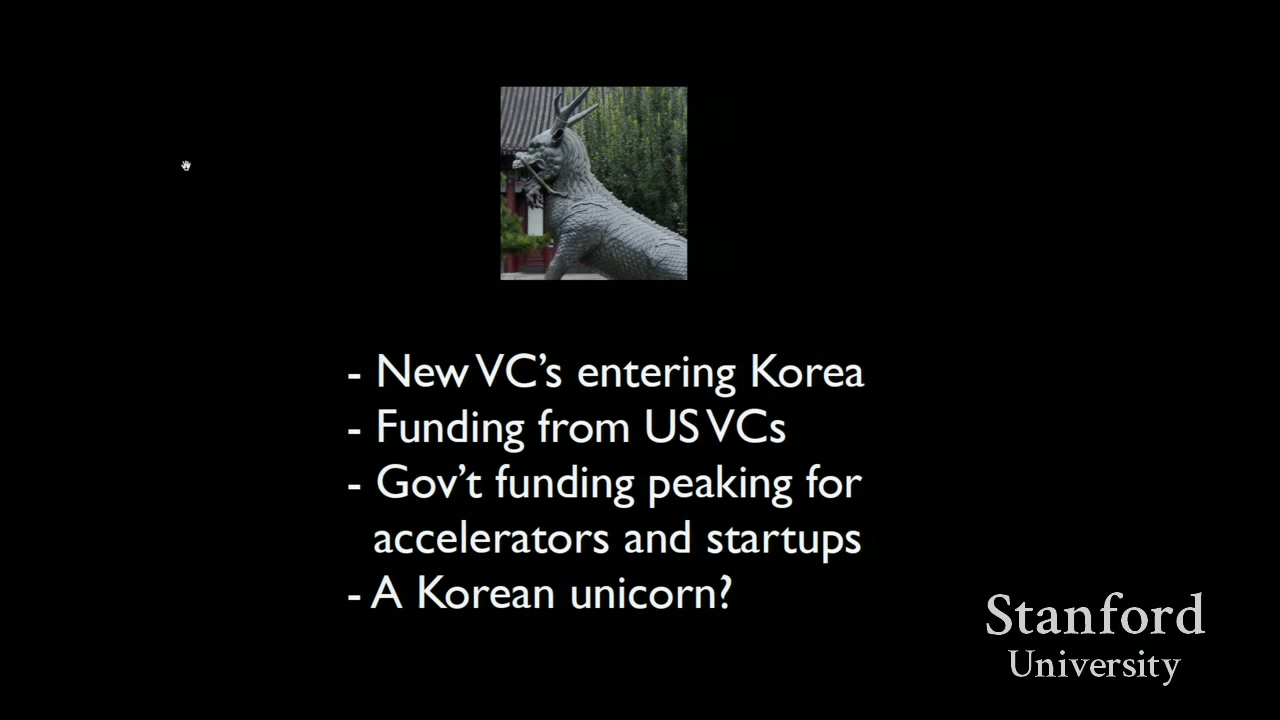 - New VC's entering Korea
- Funding from US VCs
- Gov't funding peaking for
accelerators and startups
- A Korean unicorn?
Stanford
University